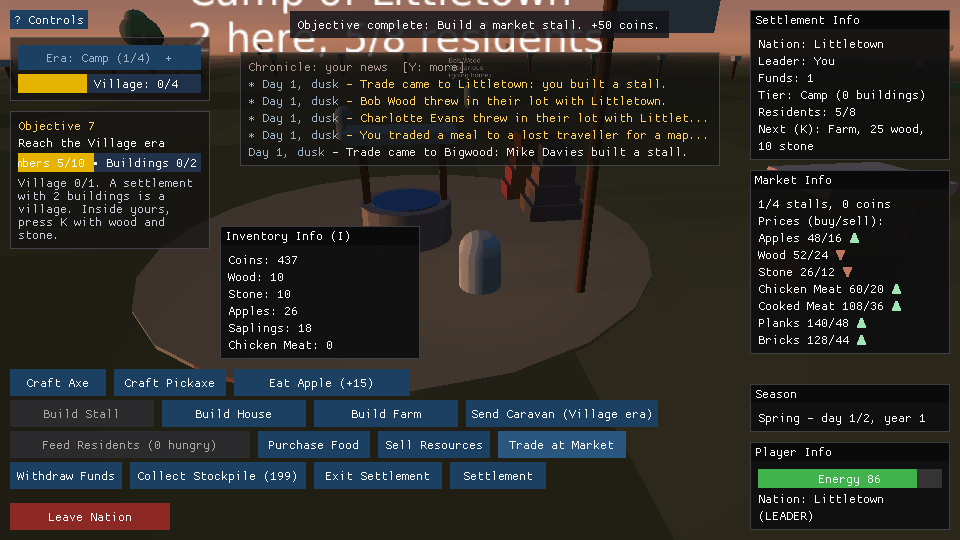 Camp of Littletown
2 here, 5/8 residents
? Controls
Objective complete: Build a market stall. +50 coins.
Era: Camp (1/4) +
Village: 0/4
Objective 7
Reach the Village era
bers 5/10 • Buildings 0/2
Village 0/1. A settlement
with 2 buildings is a
village. Inside yours,
press K with wood and
stone.
Chronicle: your news [Y: more]
* Day 1, dusk – Trade came to Littletown: you built a stall.
* Bob Wood threw in their lot with Littletown.
* Day 1, dusk – Charlotte Evans threw in their lot with Littlet...
* Day 1, dusk – You traded a meal to a lost traveller for a map...
Day 1, dusk – Trade came to Bigwood: Mike Davies built a stall.
Bob Wood
Inventory Info (I)
Coins: 437
Wood: 10
Stone: 10
Apples: 26
Saplings: 18
Chicken Meat: 0
Craft Axe
Craft Pickaxe
Eat Apple (+15)
Build Stall
Build House
Build Farm
Send Caravan (Village era)
Feed Residents (0 hungry)
Purchase Food
Sell Resources
Trade at Market
Withdraw Funds
Collect Stockpile (199)
Exit Settlement
Settlement
Leave Nation
Settlement Info
Nation: Littletown
Leader: You
Funds: 1
Tier: Camp (0 buildings)
Residents: 5/8
Next (K): Farm, 25 wood,
10 stone
Market Info
1/4 stalls, 0 coins
Prices (buy/sell):
Apples 48/16
Wood 52/24
Stone 26/12
Chicken Meat 60/20
Cooked Meat 108/36
Planks 140/48
Bricks 128/44
Season
Spring – day 1/2, year 1
Player Info
Energy 86
Nation: Littletown
(LEADER)